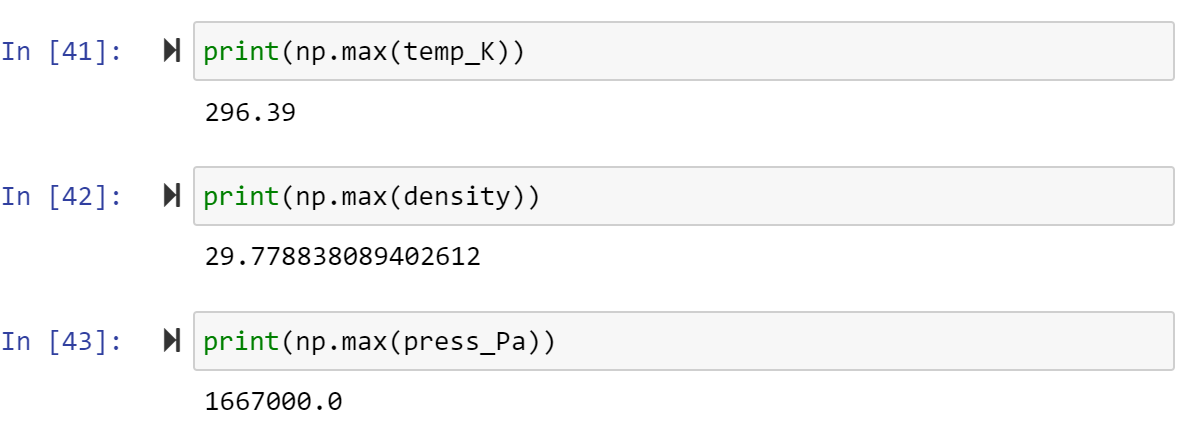 In [41]: print(np.max(temp_K))
296.39
In [42]: print(np.max(density))
29.778838089402612
In [43]: print(np.max(press_Pa))
1667000.0